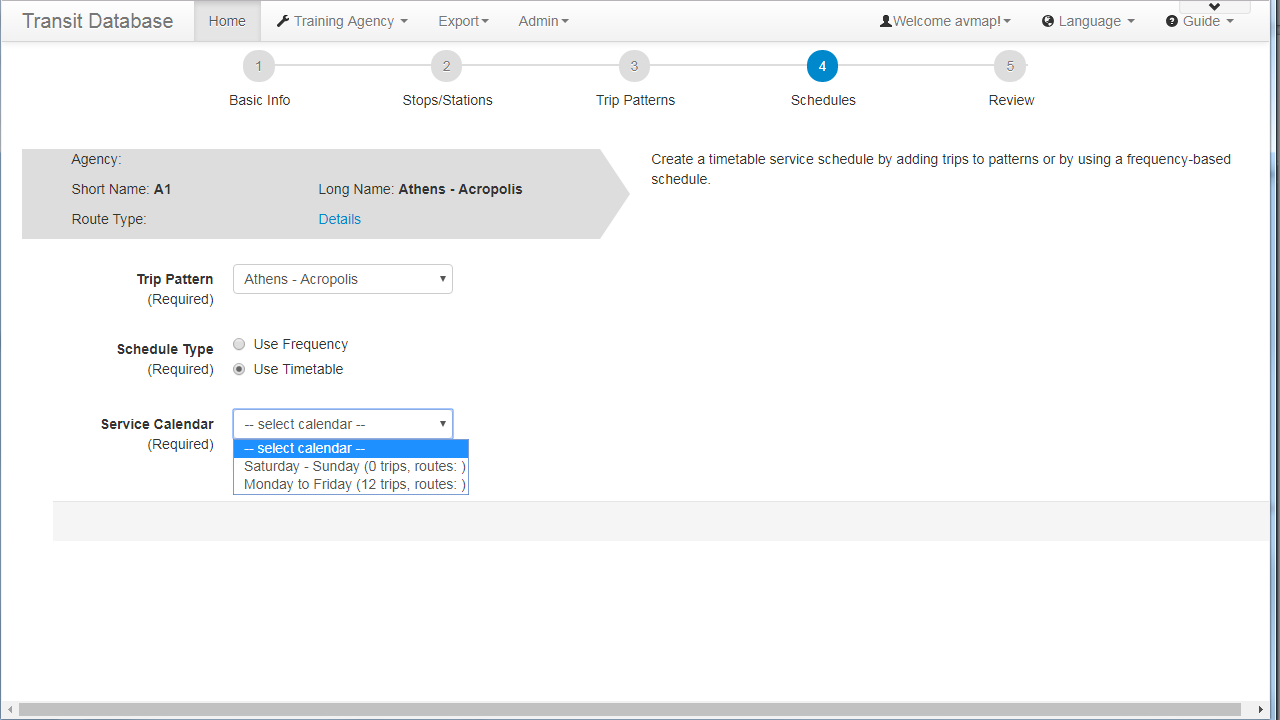 Transit Database Home Training Agency Export Admin Welcome avmap! Language Guide
1 2 3 4 5
Basic Info Stops/Stations Trip Patterns Schedules Review
Agency:
Short Name: A1 Long Name: Athens - Acropolis
Route Type: Details
Create a timetable service schedule by adding trips to patterns or by using a frequency-based
schedule.
Trip Pattern Athens - Acropolis
(Required)
Schedule Type Use Frequency
(Required) Use Timetable
Service Calendar -- select calendar --
(Required)
-- select calendar --
Saturday - Sunday (0 trips, routes: )
Monday to Friday (12 trips, routes: )